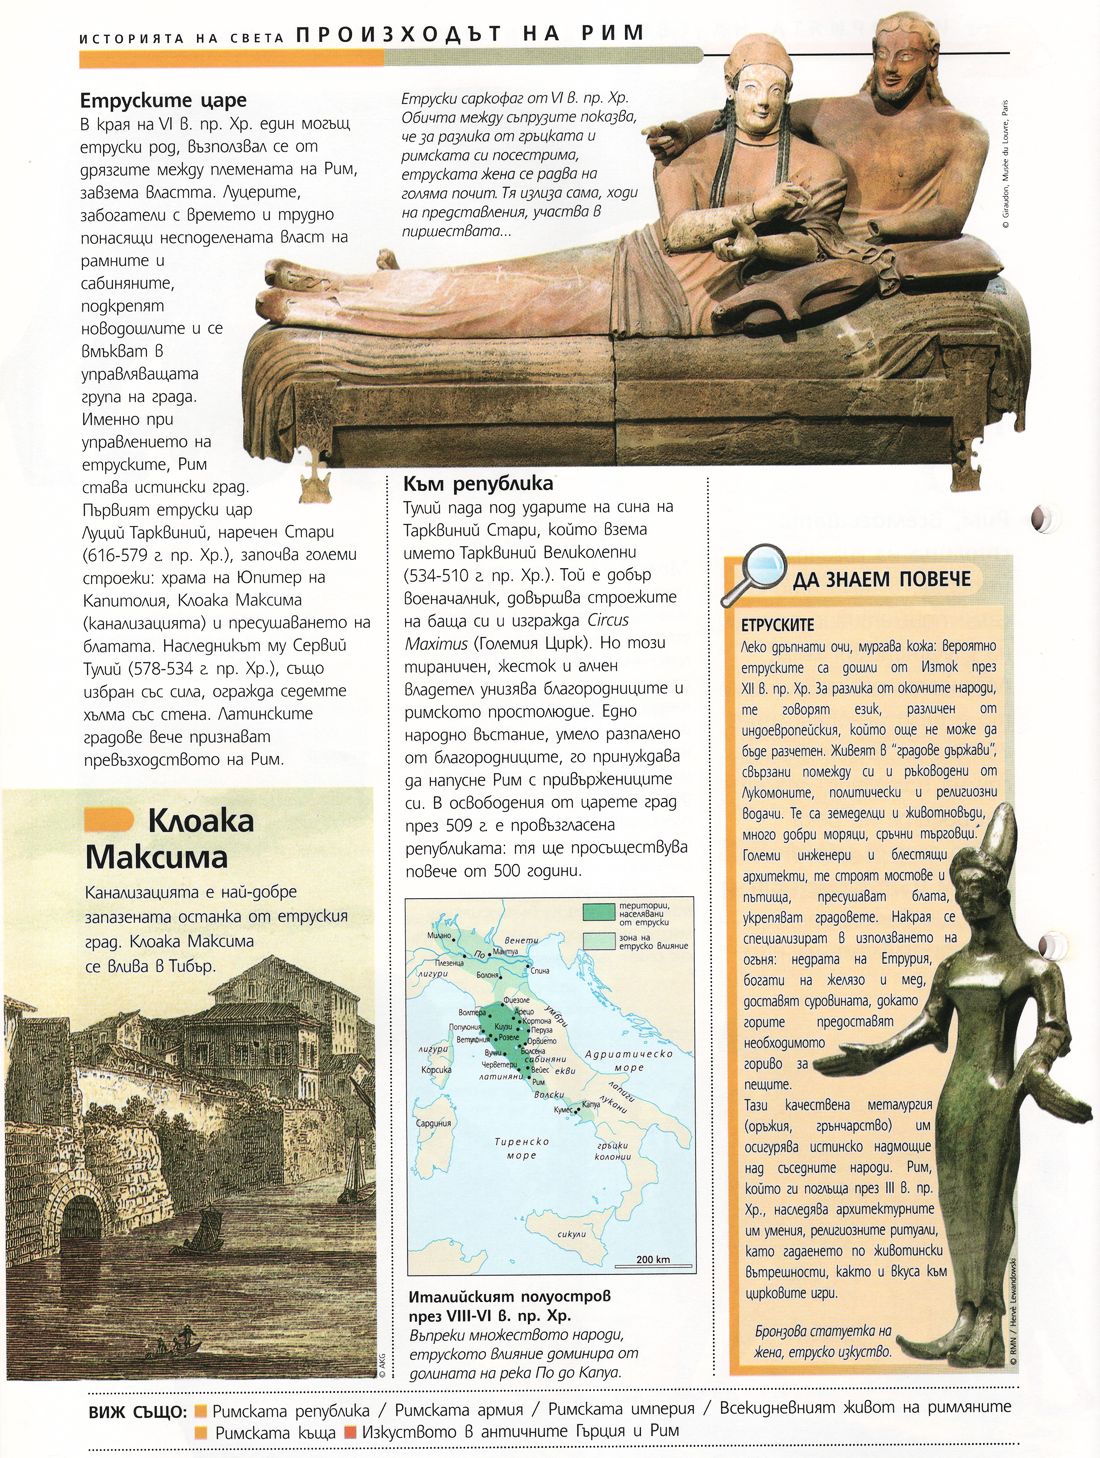 ИСТОРИЯТА НА СВЕТА ПРОИЗХОДЪТ НА РИМ
Етруските царе
В края на VI в. пр. Хр. един могъщ
етруски род, възползвал се от
дрязгите между племената на Рим,
завзема властта. Луцерите,
забогатели с времето и трудно
понасящи несподелената власт на
рамните и
сабиняните,
подкрепят
новодошлите и се
вмъкват в
управляващата
група на града.
Именно при
управлението на
етруските, Рим
става истински град.
Първият етруски цар
Луций Тарквиний, наречен Стари
(616-579 г. пр. Хр.), започва големи
строежи: храма на Юпитер на
Капитолия, Клоака Максима
(канализацията) и пресушаването на
блатата. Наследникът му Сервий
Тулий (578-534 г. пр. Хр.), също
избран със сила, огражда седемте
хълма със стена. Латинските
градове вече признават
превъзходството на Рим.
Етруски саркофаг от VI в. пр. Хр.
Обичта между съпрузите показва,
че за разлика от гръцката и
римската си посестрима,
етруската жена се радва на
голяма почит. Тя излиза сама, ходи
на представления, участва в
пиршествата...
© Giraudon, Musée du Louvre, Paris
Клоака
Максима
Канализацията е най-добре
запазената останка от етруския
град. Клоака Максима
се влива в Тибър.
© AKG
Към република
Тулий пада под ударите на сина на
Тарквиний Стари, който взема
името Тарквиний Великолепни
(534-510 г. пр. Хр.). Той е добър
военачалник, довършва строежите
на баща си и изгражда Circus
Maximus (Големия Цирк). Но този
тираничен, жесток и алчен
владетел унизява благородниците и
римското простолюдие. Едно
народно въстание, умело разпалено
от благородниците, го принуждава
да напусне Рим с привържениците
си. В освободения от царете град
през 509 г. е провъзгласена
републиката: тя ще просъществува
повече от 500 години.
територии,
населявани
от етруски
зона на
етруско влияние
Милано
Венети
По
Мантуа
Плезенца
Спина
лигури
Болоня
Фиезоле
умбри
Волтера
Арецо
Кортона
Популония
Киузи
Перуза
Ветулония
Розеле
Орвието
Вулчи
Волсена
сабиняни
Адриатическо
море
лигури
Корсика
Черветери
Вейес
екви
латиняни
Рим
Волски
лапиги
лукани
Кумес
Капуа
Сардиния
Тиренско
море
гръцки
колонии
сикули
200 km
Италийският полуостров
през VIII-VI в. пр. Хр.
Въпреки множеството народи,
етруското влияние доминира от
долината на река По до Капуа.
ДА ЗНАЕМ ПОВЕЧЕ
ЕТРУСКИТЕ
Леко дръпнати очи, мургава кожа: вероятно
етруските са дошли от Изток през
XII в. пр. Хр. За разлика от околните народи,
те говорят език, различен от
индоевропейския, който още не може да
бъде разчетен. Живеят в "градове държави",
свързани помежду си и ръководени от
Лукомоните, политически и религиозни
водачи. Те са земеделци и животновъди,
много добри моряци, сръчни търговци.
Големи инженери и блестящи
архитекти, те строят мостове и
пътища, пресушават блата,
укрепяват градовете. Накрая се
специализират в използването на
огъня: недрата на Етрурия,
богати на желязо и мед,
доставят суровината, докато
горите предоставят
необходимото
гориво за
пещите.
Тази качествена металургия
(оръжия, грънчарство) им
осигурява истинско надмощие
над съседните народи. Рим,
който ги поглъща през III в. пр.
Хр., наследява архитектурните
им умения, религиозните ритуали,
като гадаенето по животински
вътрешности, както и вкуса към
цирковите игри.
Бронзова статуетка на
жена, етруско изкуство.
© RMN / Hervé Lewandowski
ВИЖ СЪЩО: Римската република / Римската армия / Римската империя / Всекидневният живот на римляните
Римската къща Изкуството в античните Гърция и Рим